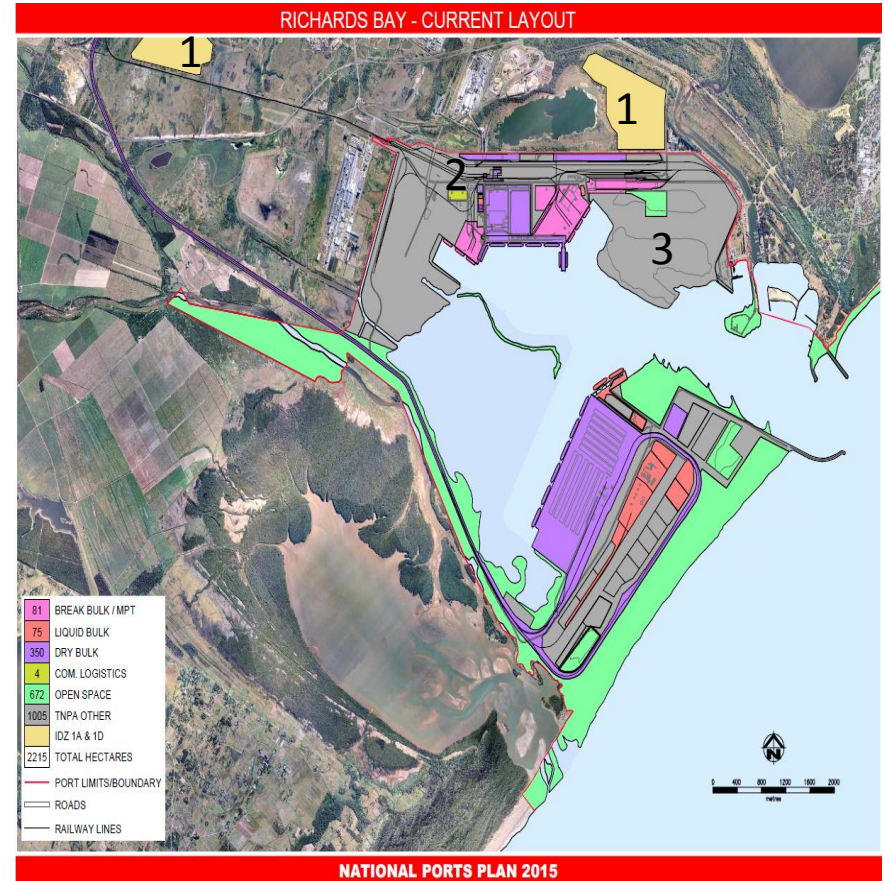 RICHARDS BAY - CURRENT LAYOUT
1
1
2
3
81 BREAK BULK / MPT
75 LIQUID BULK
350 DRY BULK
4 COM. LOGISTICS
672 OPEN SPACE
1005 TNPA OTHER
IDZ 1A & 1D
2215 TOTAL HECTARES
PORT LIMITS/BOUNDARY
ROADS
RAILWAY LINES
N
0 400 800 1200 1600 2000
metres
NATIONAL PORTS PLAN 2015